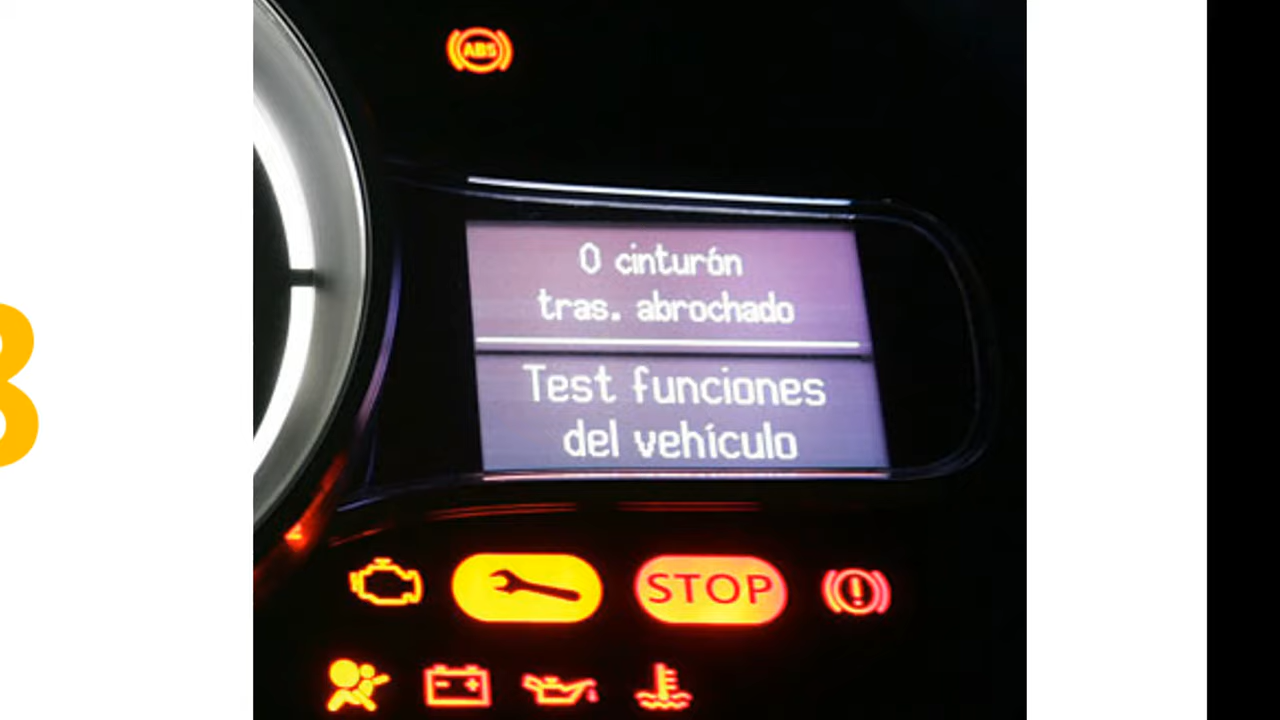 ABS
0 cinturón
tras. abrochado
Test funciones
del vehículo
STOP